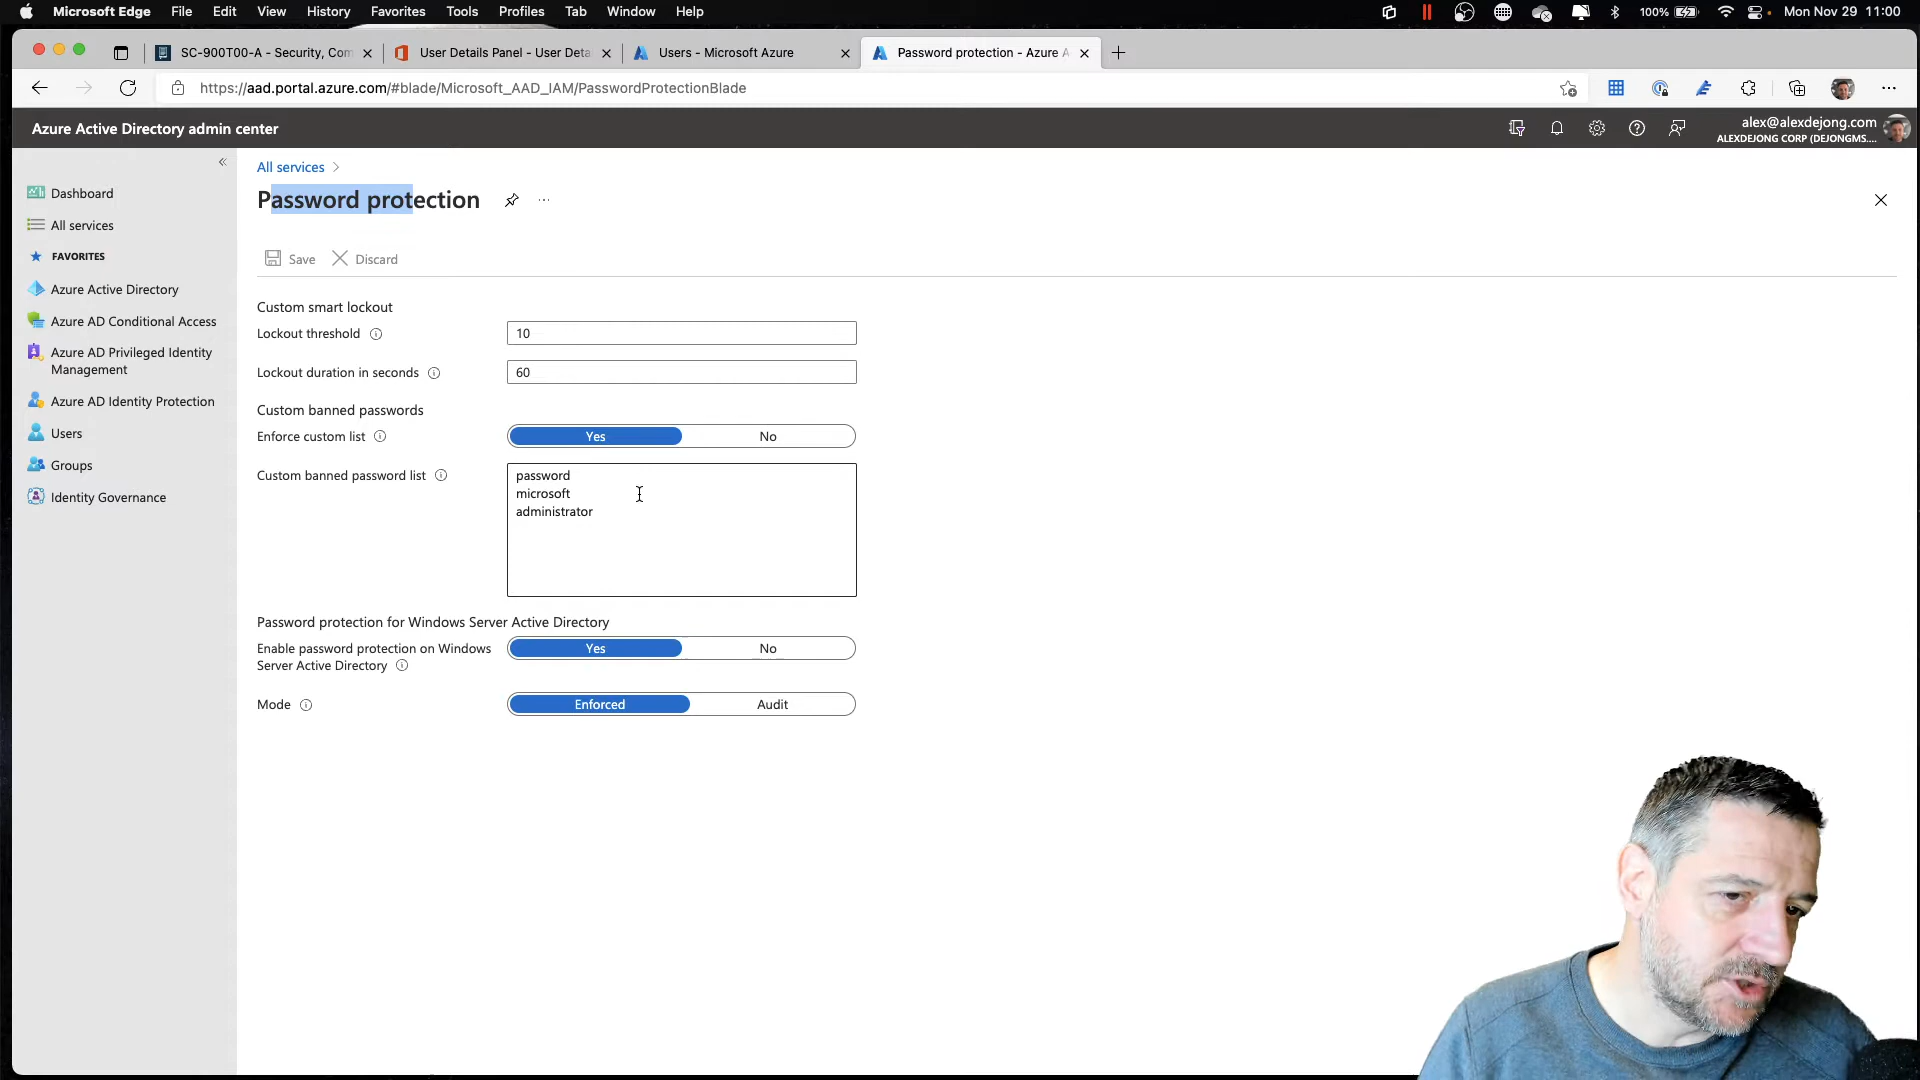 Microsoft Edge File Edit View History Favorites Tools Profiles Tab Window Help 100% Mon Nov 29 11:00
SC-900T00-A - Security, Com User Details Panel - User Deta Users - Microsoft Azure Password protection - Azure A
https://aad.portal.azure.com/#blade/Microsoft_AAD_IAM/PasswordProtectionBlade
Azure Active Directory admin center
alex@alexdejong.com
ALEXDEJONG CORP (DEJONGMS....
Dashboard
All services
FAVORITES
Azure Active Directory
Azure AD Conditional Access
Azure AD Privileged Identity
Management
Azure AD Identity Protection
Users
Groups
Identity Governance
All services
Password protection
Save Discard
Custom smart lockout
Lockout threshold 10
Lockout duration in seconds 60
Custom banned passwords
Enforce custom list Yes No
Custom banned password list
password
microsoft
administrator
Password protection for Windows Server Active Directory
Enable password protection on Windows
Server Active Directory
Yes No
Mode Enforced Audit